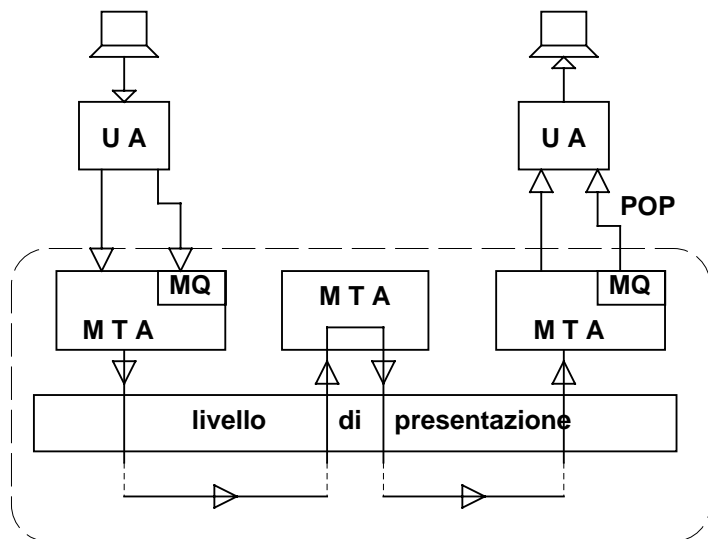 U A
U A
POP
MQ
M T A
M T A
MQ
M T A
livello di presentazione